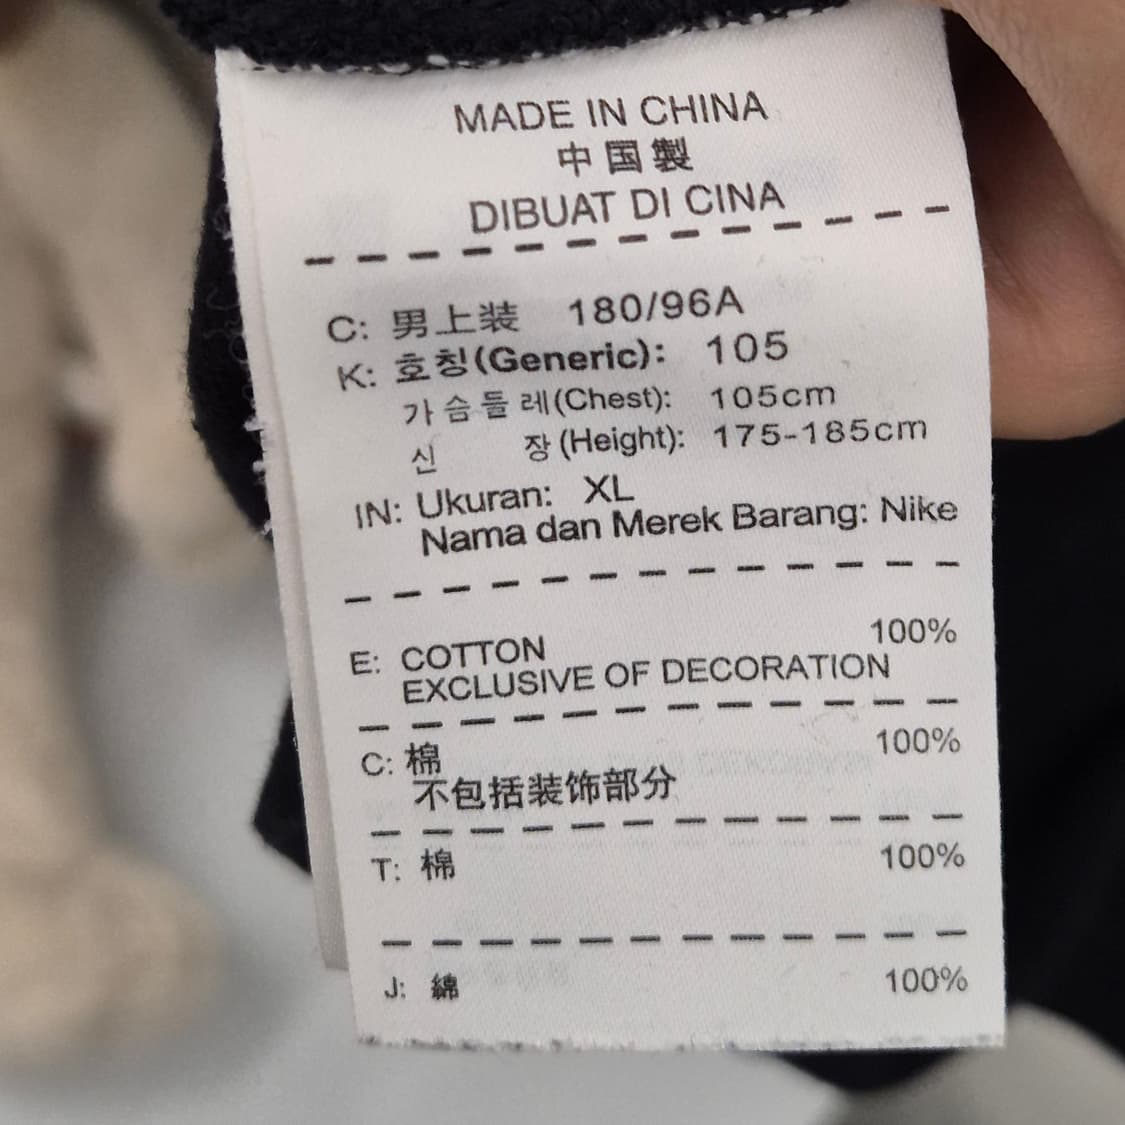 MADE IN CHINA
中国製
DIBUAT DI CINA
C: 男上装 180/96A
K: 호칭(Generic): 105
가슴들레(Chest): 105cm
신 장(Height): 175-185cm
IN: Ukuran: XL
Nama dan Merek Barang: Nike
E: COTTON 100%
EXCLUSIVE OF DECORATION
C: 棉 100%
不包括装饰部分
T: 棉 100%
J: 綿 100%